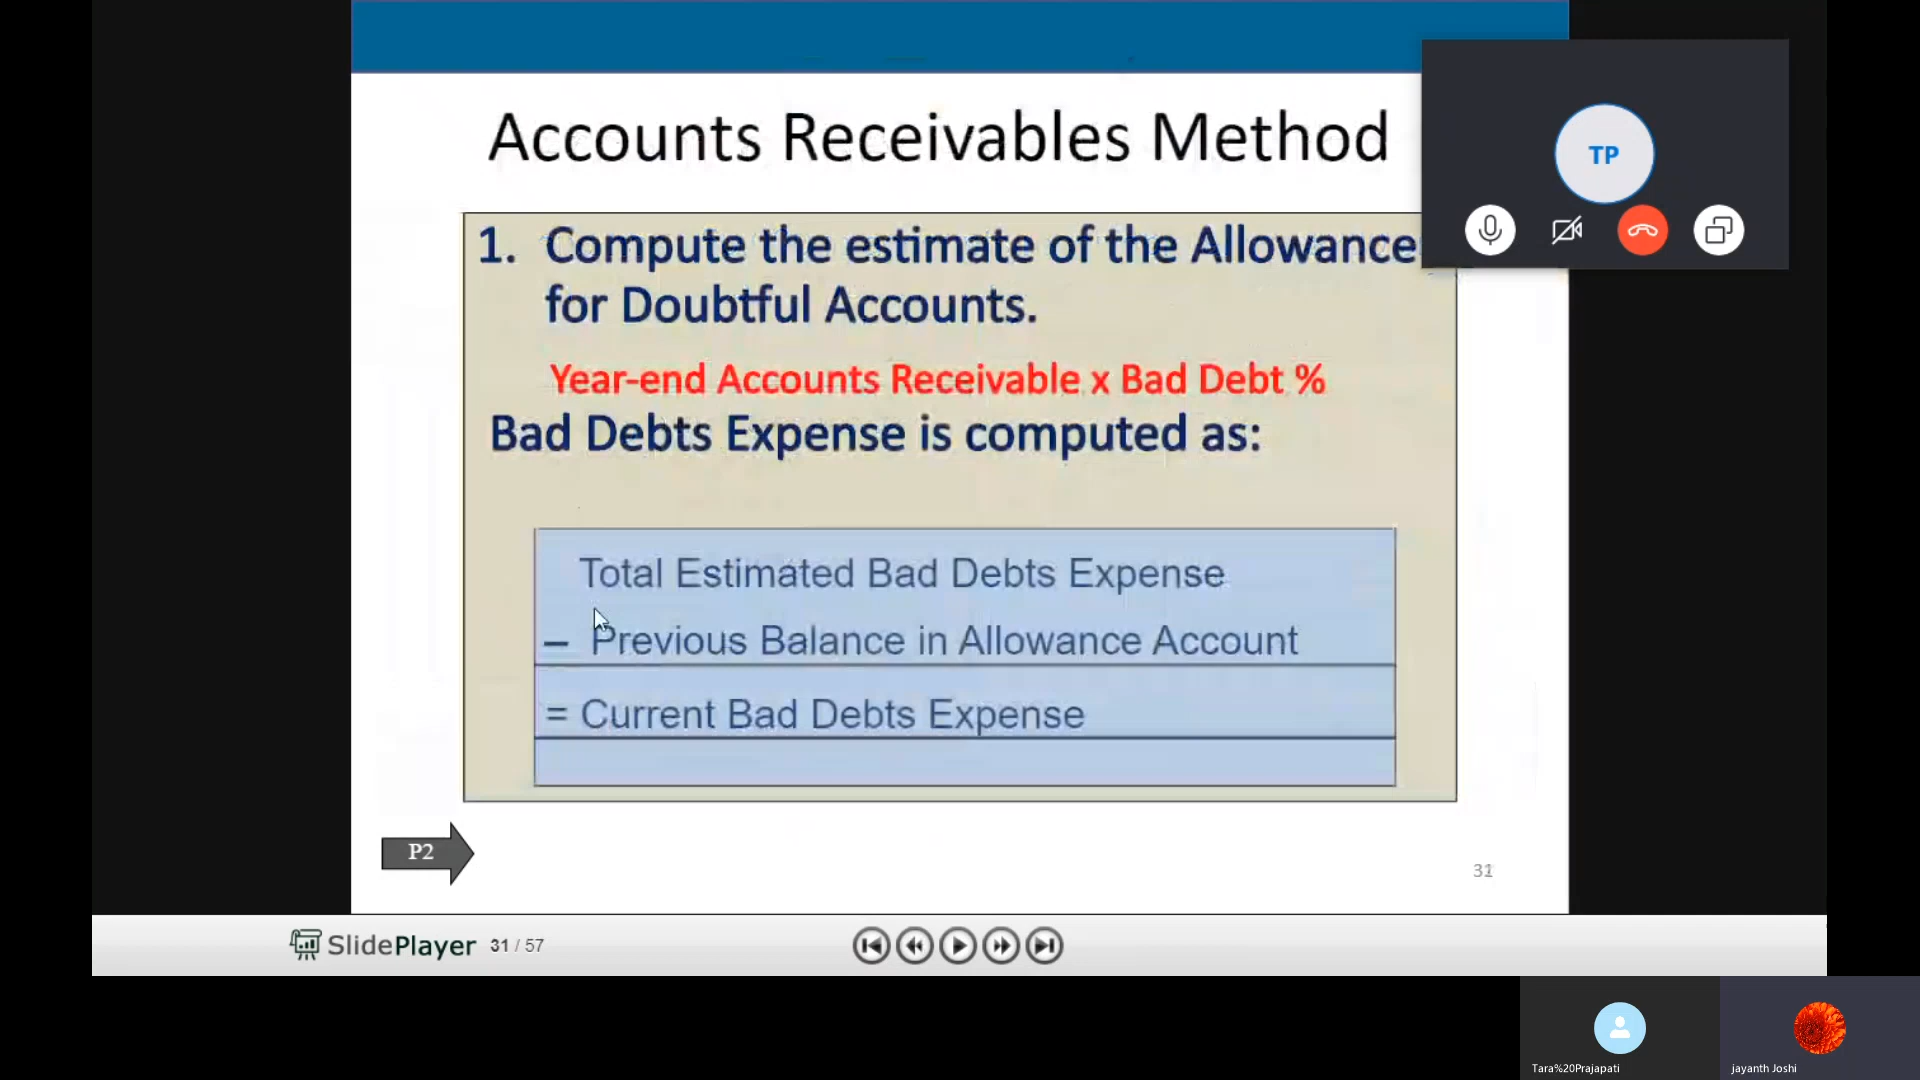 Accounts Receivables Method
TP
1. Compute the estimate of the Allowance
for Doubtful Accounts.
Year-end Accounts Receivable x Bad Debt %
Bad Debts Expense is computed as:
Total Estimated Bad Debts Expense
– Previous Balance in Allowance Account
= Current Bad Debts Expense
P2
SlidePlayer 31 / 57
Tara%20Prajapati
jayanth Joshi